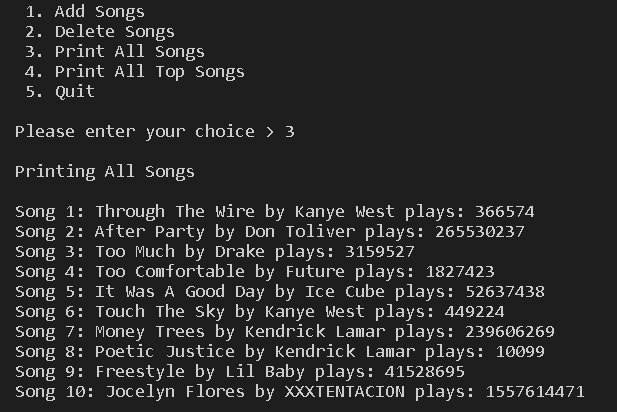 1. Add Songs
2. Delete Songs
3. Print All Songs
4. Print All Top Songs
5. Quit
Please enter your choice > 3
Printing All Songs
Song 1: Through The Wire by Kanye West plays: 366574
Song 2: After Party by Don Toliver plays: 265530237
Song 3: Too Much by Drake plays: 3159527
Song 4: Too Comfortable by Future plays: 1827423
Song 5: It Was A Good Day by Ice Cube plays: 52637438
Song 6: Touch The Sky by Kanye West plays: 449224
Song 7: Money Trees by Kendrick Lamar plays: 239606269
Song 8: Poetic Justice by Kendrick Lamar plays: 10099
Song 9: Freestyle by Lil Baby plays: 41528695
Song 10: Jocelyn Flores by XXXTENTACION plays: 1557614471